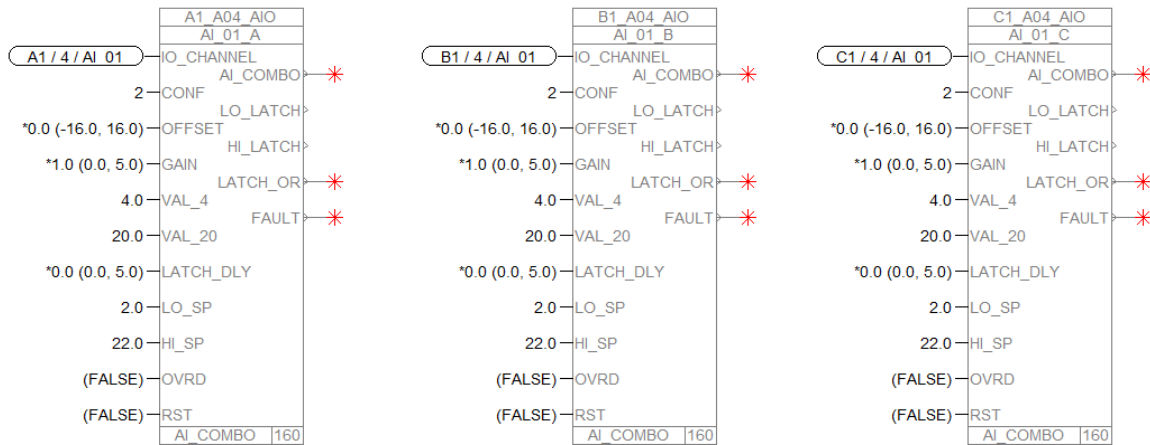 A1_A04_AIO
AI_01_A
A1 / 4 / AI_01
IO_CHANNEL
AI_COMBO
2
CONF
LO_LATCH
*0.0 (-16.0, 16.0)
OFFSET
HI_LATCH
*1.0 (0.0, 5.0)
GAIN
LATCH_OR
4.0
VAL_4
FAULT
20.0
VAL_20
*0.0 (0.0, 5.0)
LATCH_DLY
2.0
LO_SP
22.0
HI_SP
(FALSE)
OVRD
(FALSE)
RST
AI_COMBO
160
B1_A04_AIO
AI_01_B
B1 / 4 / AI_01
IO_CHANNEL
AI_COMBO
2
CONF
LO_LATCH
*0.0 (-16.0, 16.0)
OFFSET
HI_LATCH
*1.0 (0.0, 5.0)
GAIN
LATCH_OR
4.0
VAL_4
FAULT
20.0
VAL_20
*0.0 (0.0, 5.0)
LATCH_DLY
2.0
LO_SP
22.0
HI_SP
(FALSE)
OVRD
(FALSE)
RST
AI_COMBO
160
C1_A04_AIO
AI_01_C
C1 / 4 / AI_01
IO_CHANNEL
AI_COMBO
2
CONF
LO_LATCH
*0.0 (-16.0, 16.0)
OFFSET
HI_LATCH
*1.0 (0.0, 5.0)
GAIN
LATCH_OR
4.0
VAL_4
FAULT
20.0
VAL_20
*0.0 (0.0, 5.0)
LATCH_DLY
2.0
LO_SP
22.0
HI_SP
(FALSE)
OVRD
(FALSE)
RST
AI_COMBO
160